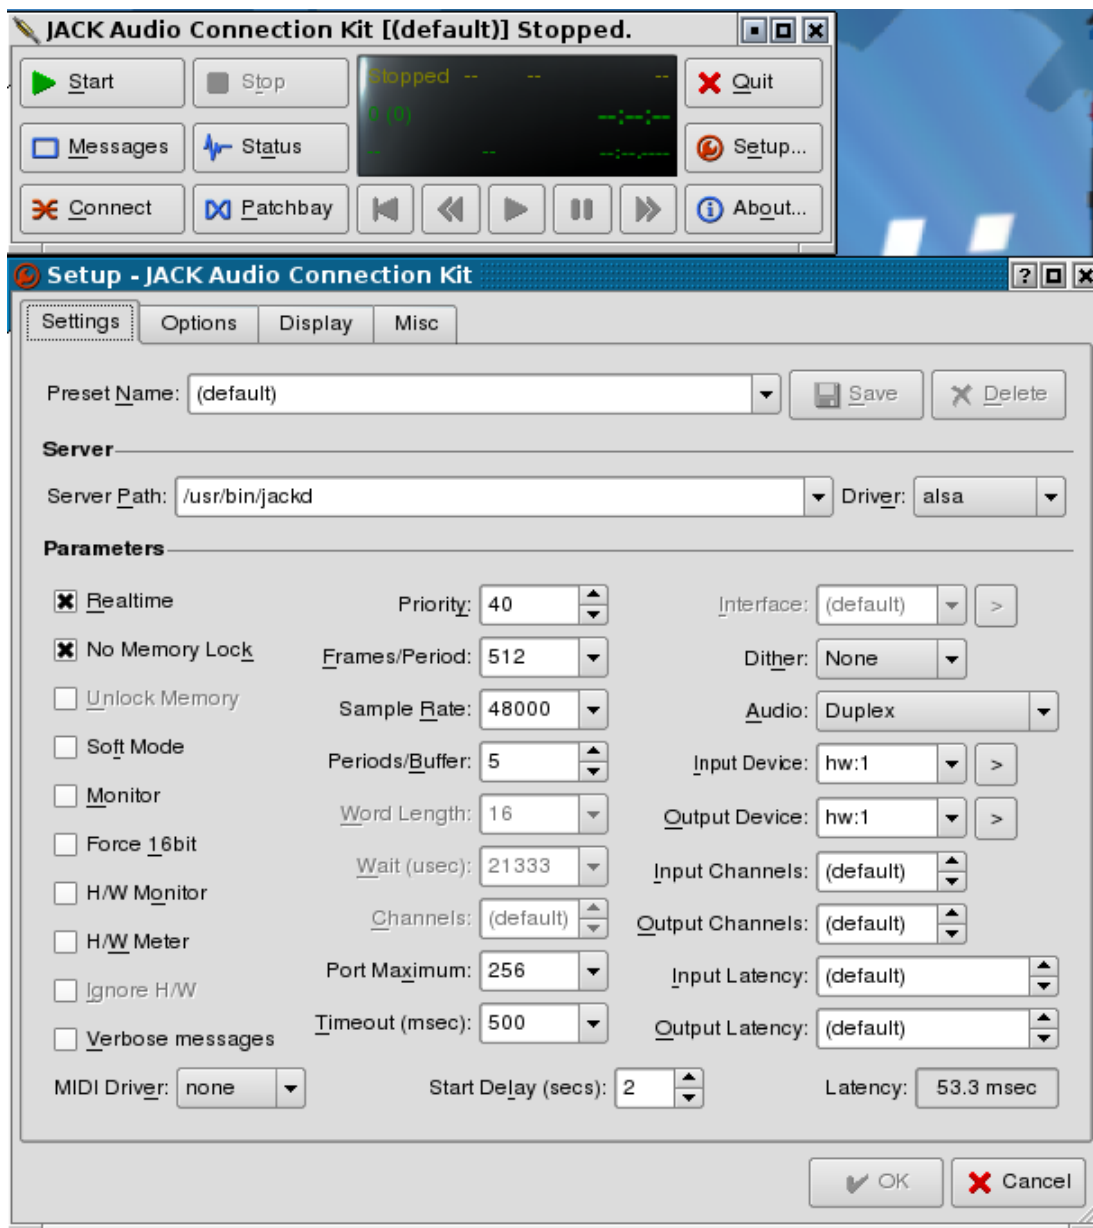 JACK Audio Connection Kit [(default)] Stopped.
Start
Stop
Stopped -- -- --
Quit
(0) --:--:--
Messages
Status
-- -- --:--.----
Setup...
Connect
Patchbay
About...
Setup - JACK Audio Connection Kit
Settings Options Display Misc
Preset Name: (default) Save Delete
Server
Server Path: /usr/bin/jackd Driver: alsa
Parameters
Realtime Priority: 40 Interface: (default) >
No Memory Lock Frames/Period: 512 Dither: None
Unlock Memory Sample Rate: 48000 Audio: Duplex
Soft Mode Periods/Buffer: 5 Input Device: hw:1 >
Monitor Word Length: 16 Output Device: hw:1 >
Force 16bit Wait (usec): 21333 Input Channels: (default)
H/W Monitor Channels: (default) Output Channels: (default)
H/W Meter Port Maximum: 256 Input Latency: (default)
Ignore H/W Timeout (msec): 500 Output Latency: (default)
Verbose messages
MIDI Driver: none Start Delay (secs): 2 Latency: 53.3 msec
OK Cancel